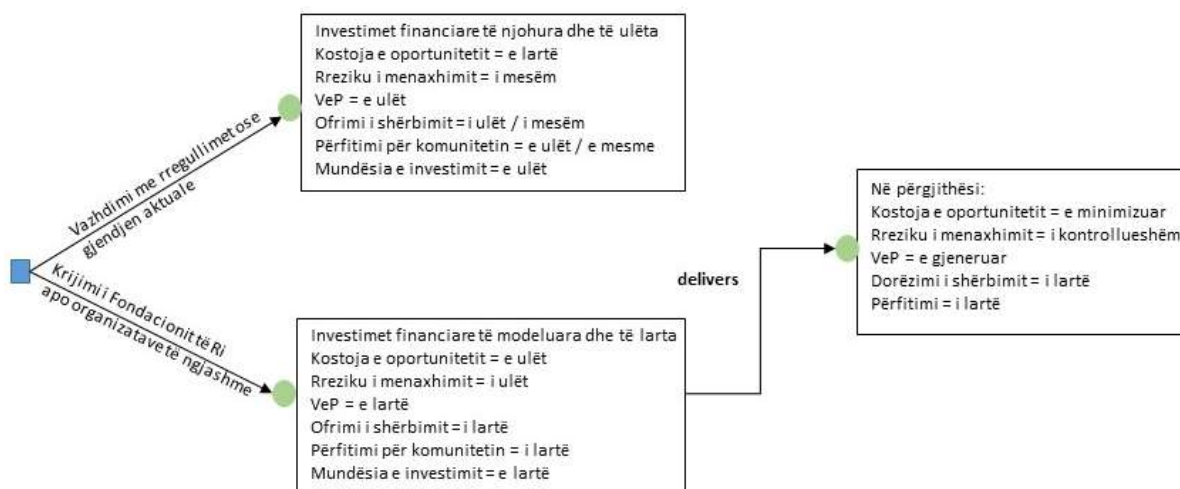 Investimet financiare të njohura dhe të ulëta
Kostoja e oportunitetit = e lartë
Rreziku i menaxhimit = i mesëm
VeP = e ulët
Ofrimi i shërbimit = i ulët / i mesëm
Përfitimi për komunitetin = e ulët / e mesme
Mundësia e investimit = e ulët
Vazhdimi me rregullimet ose
gjendjen aktuale
Krijimi i Fondacionit të Ri
apo organizatave të ngjashme
Investimet financiare të modeluara dhe të larta
Kostoja e oportunitetit = e ulët
Rreziku i menaxhimit = i ulët
VeP = e lartë
Ofrimi i shërbimit = i lartë
Përfitimi për komunitetin = i lartë
Mundësia e investimit = e lartë
delivers
Në përgjithësi:
Kostoja e oportunitetit = e minimizuar
Rreziku i menaxhimit = i kontrollueshëm
VeP = e gjeneruar
Dorëzimi i shërbimit = i lartë
Përfitimi = i lartë